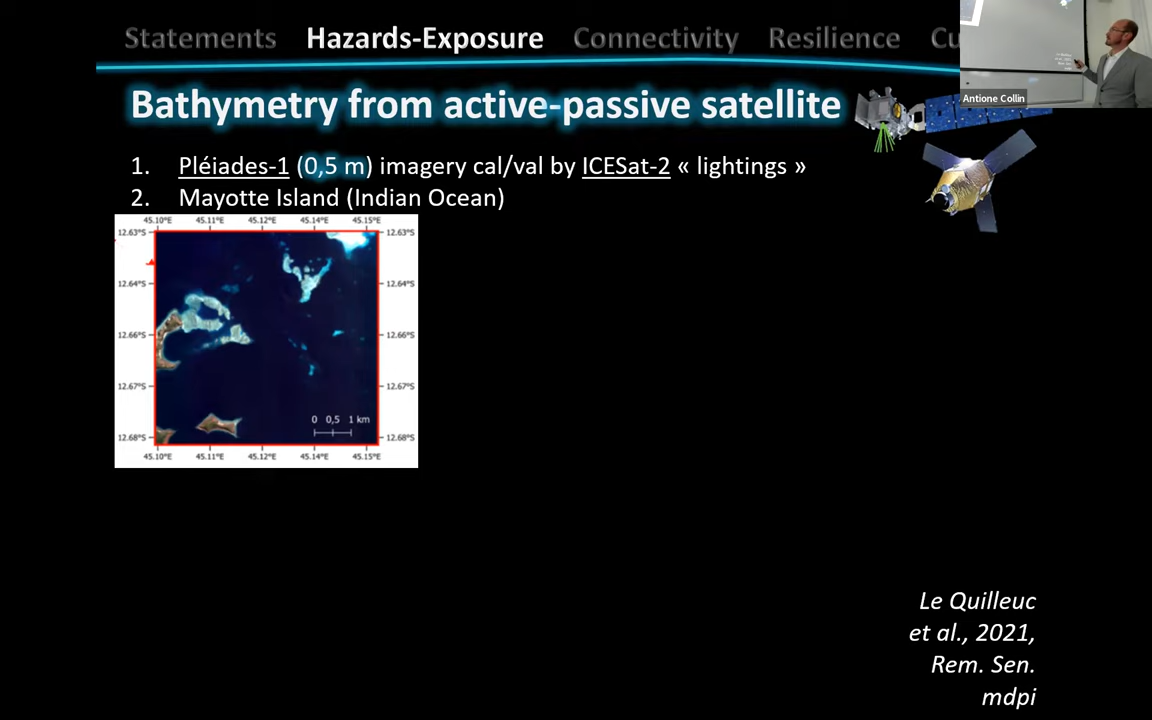 Statements Hazards-Exposure Connectivity Resilience Cu
Bathymetry from active-passive satellite
Antione Collin
1. Pléiades-1 (0,5 m) imagery cal/val by ICESat-2 « lightings »
2. Mayotte Island (Indian Ocean)
45.10°E 45.11°E 45.12°E 45.14°E 45.15°E
12.63°S 12.63°S
12.64°S 12.64°S
12.66°S 12.66°S
12.67°S 12.67°S
0 0,5 1 km
12.68°S 12.68°S
45.10°E 45.11°E 45.12°E 45.14°E 45.15°E
Le Quilleuc
et al., 2021,
Rem. Sen.
mdpi